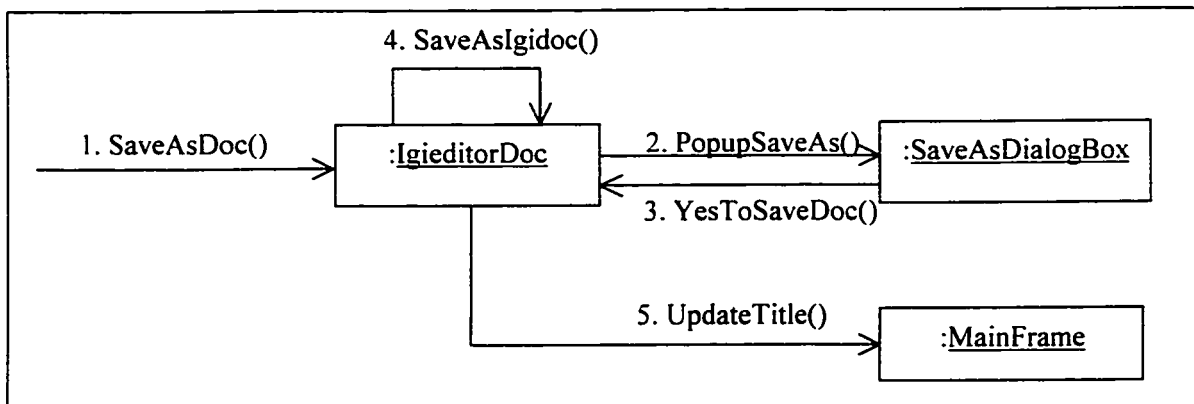 4. SaveAsIgidoc()
1. SaveAsDoc()
:IgieditorDoc
2. PopupSaveAs()
:SaveAsDialogBox
3. YesToSaveDoc()
5. UpdateTitle()
:MainFrame